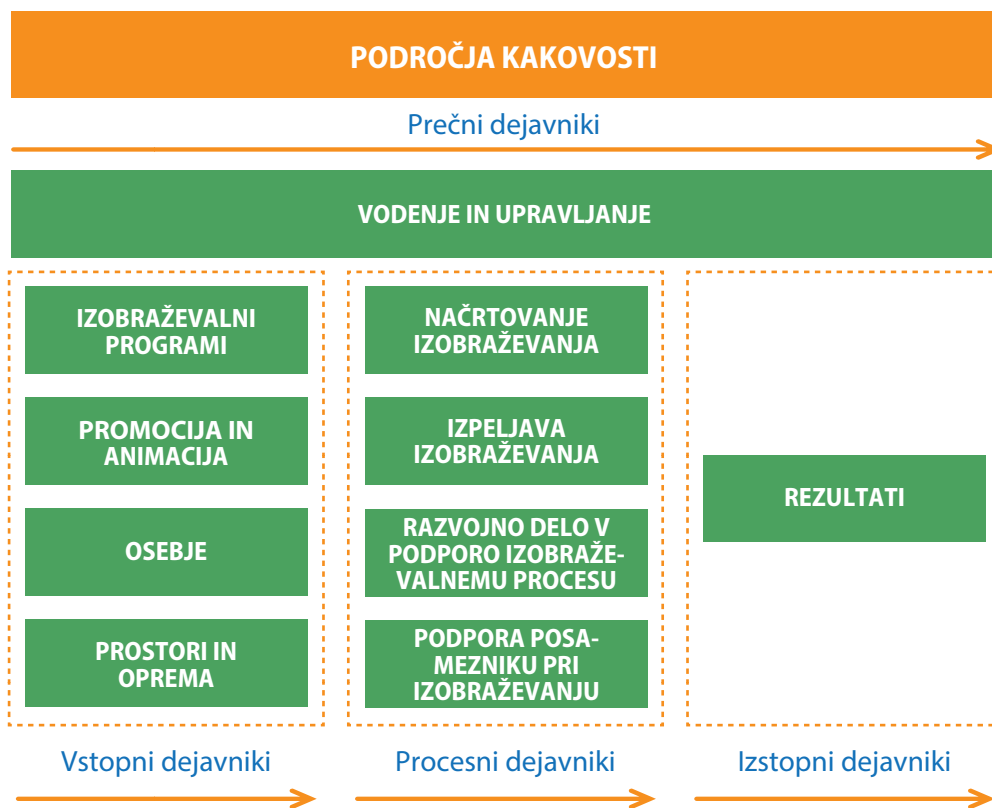 PODROČJA KAKOVOSTI
Prečni dejavniki
VODENJE IN UPRAVLJANJE
IZOBRAŽEVALNI
PROGRAMI
PROMOCIJA IN
ANIMACIJA
OSEBJE
PROSTORI IN
OPREMA
Vstopni dejavniki
NAČRTOVANJE
IZOBRAŽEVANJA
IZPELJAVA
IZOBRAŽEVANJA
RAZVOJNO DELO V
PODPORO IZOBRAŽE-
VALNEMU PROCESU
PODPORA POSA-
MEZNIKU PRI
IZOBRAŽEVANJU
Procesni dejavniki
REZULTATI
Izstopni dejavniki